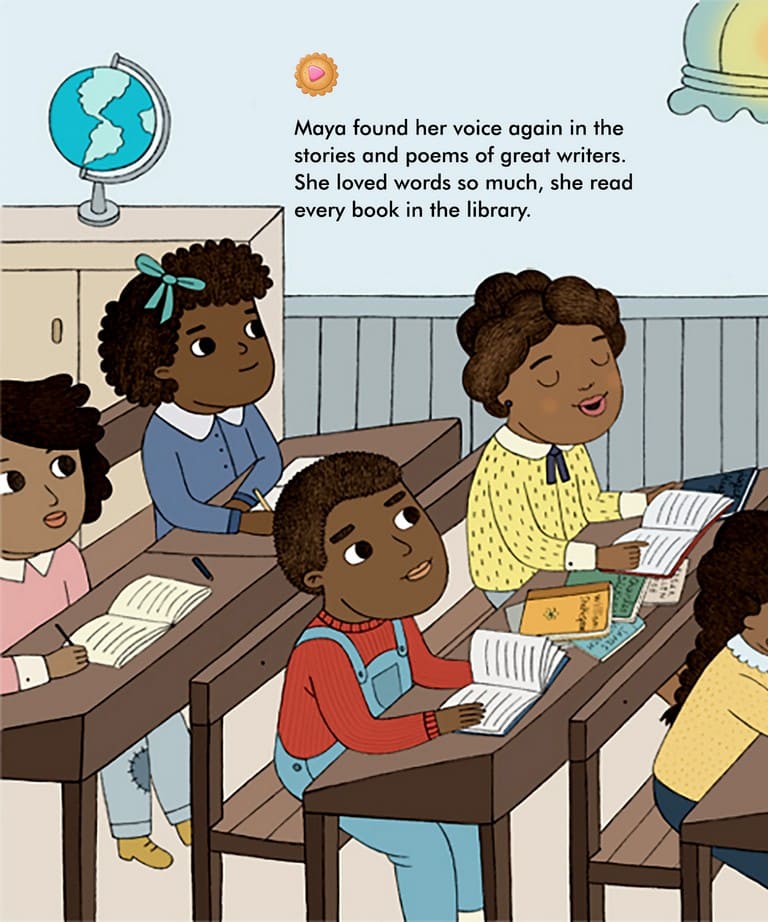 Maya found her voice again in the
stories and poems of great writers.
She loved words so much, she read
every book in the library.
William